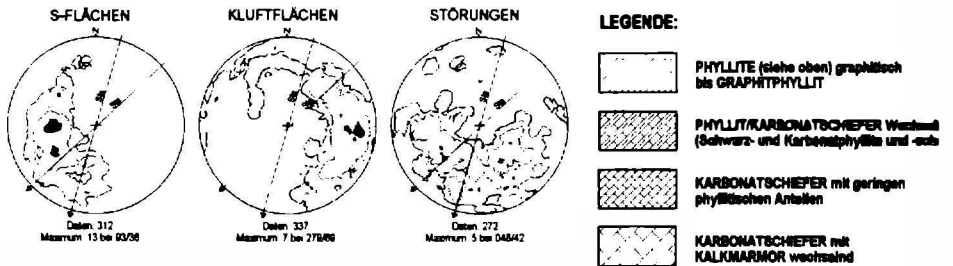 S-FLÄCHEN
N
Daten: 312
Maximum 13 bei 93/36
KLUFTFLÄCHEN
N
Daten: 337
Maximum 7 bei 279/69
STÖRUNGEN
N
Daten: 272
Maximum 5 bei 048/42
LEGENDE:
PHYLLITE (siehe oben) graphitisch
bis GRAPHITPHYLLIT
PHYLLIT/KARBONATSCHIEFER
(Schwarz- und Karbonatphyllite und
KARBONATSCHIEFER mit geringen
phyllitischen Anteilen
KARBONATSCHIEFER mit
KALKMARMOR wechselnd